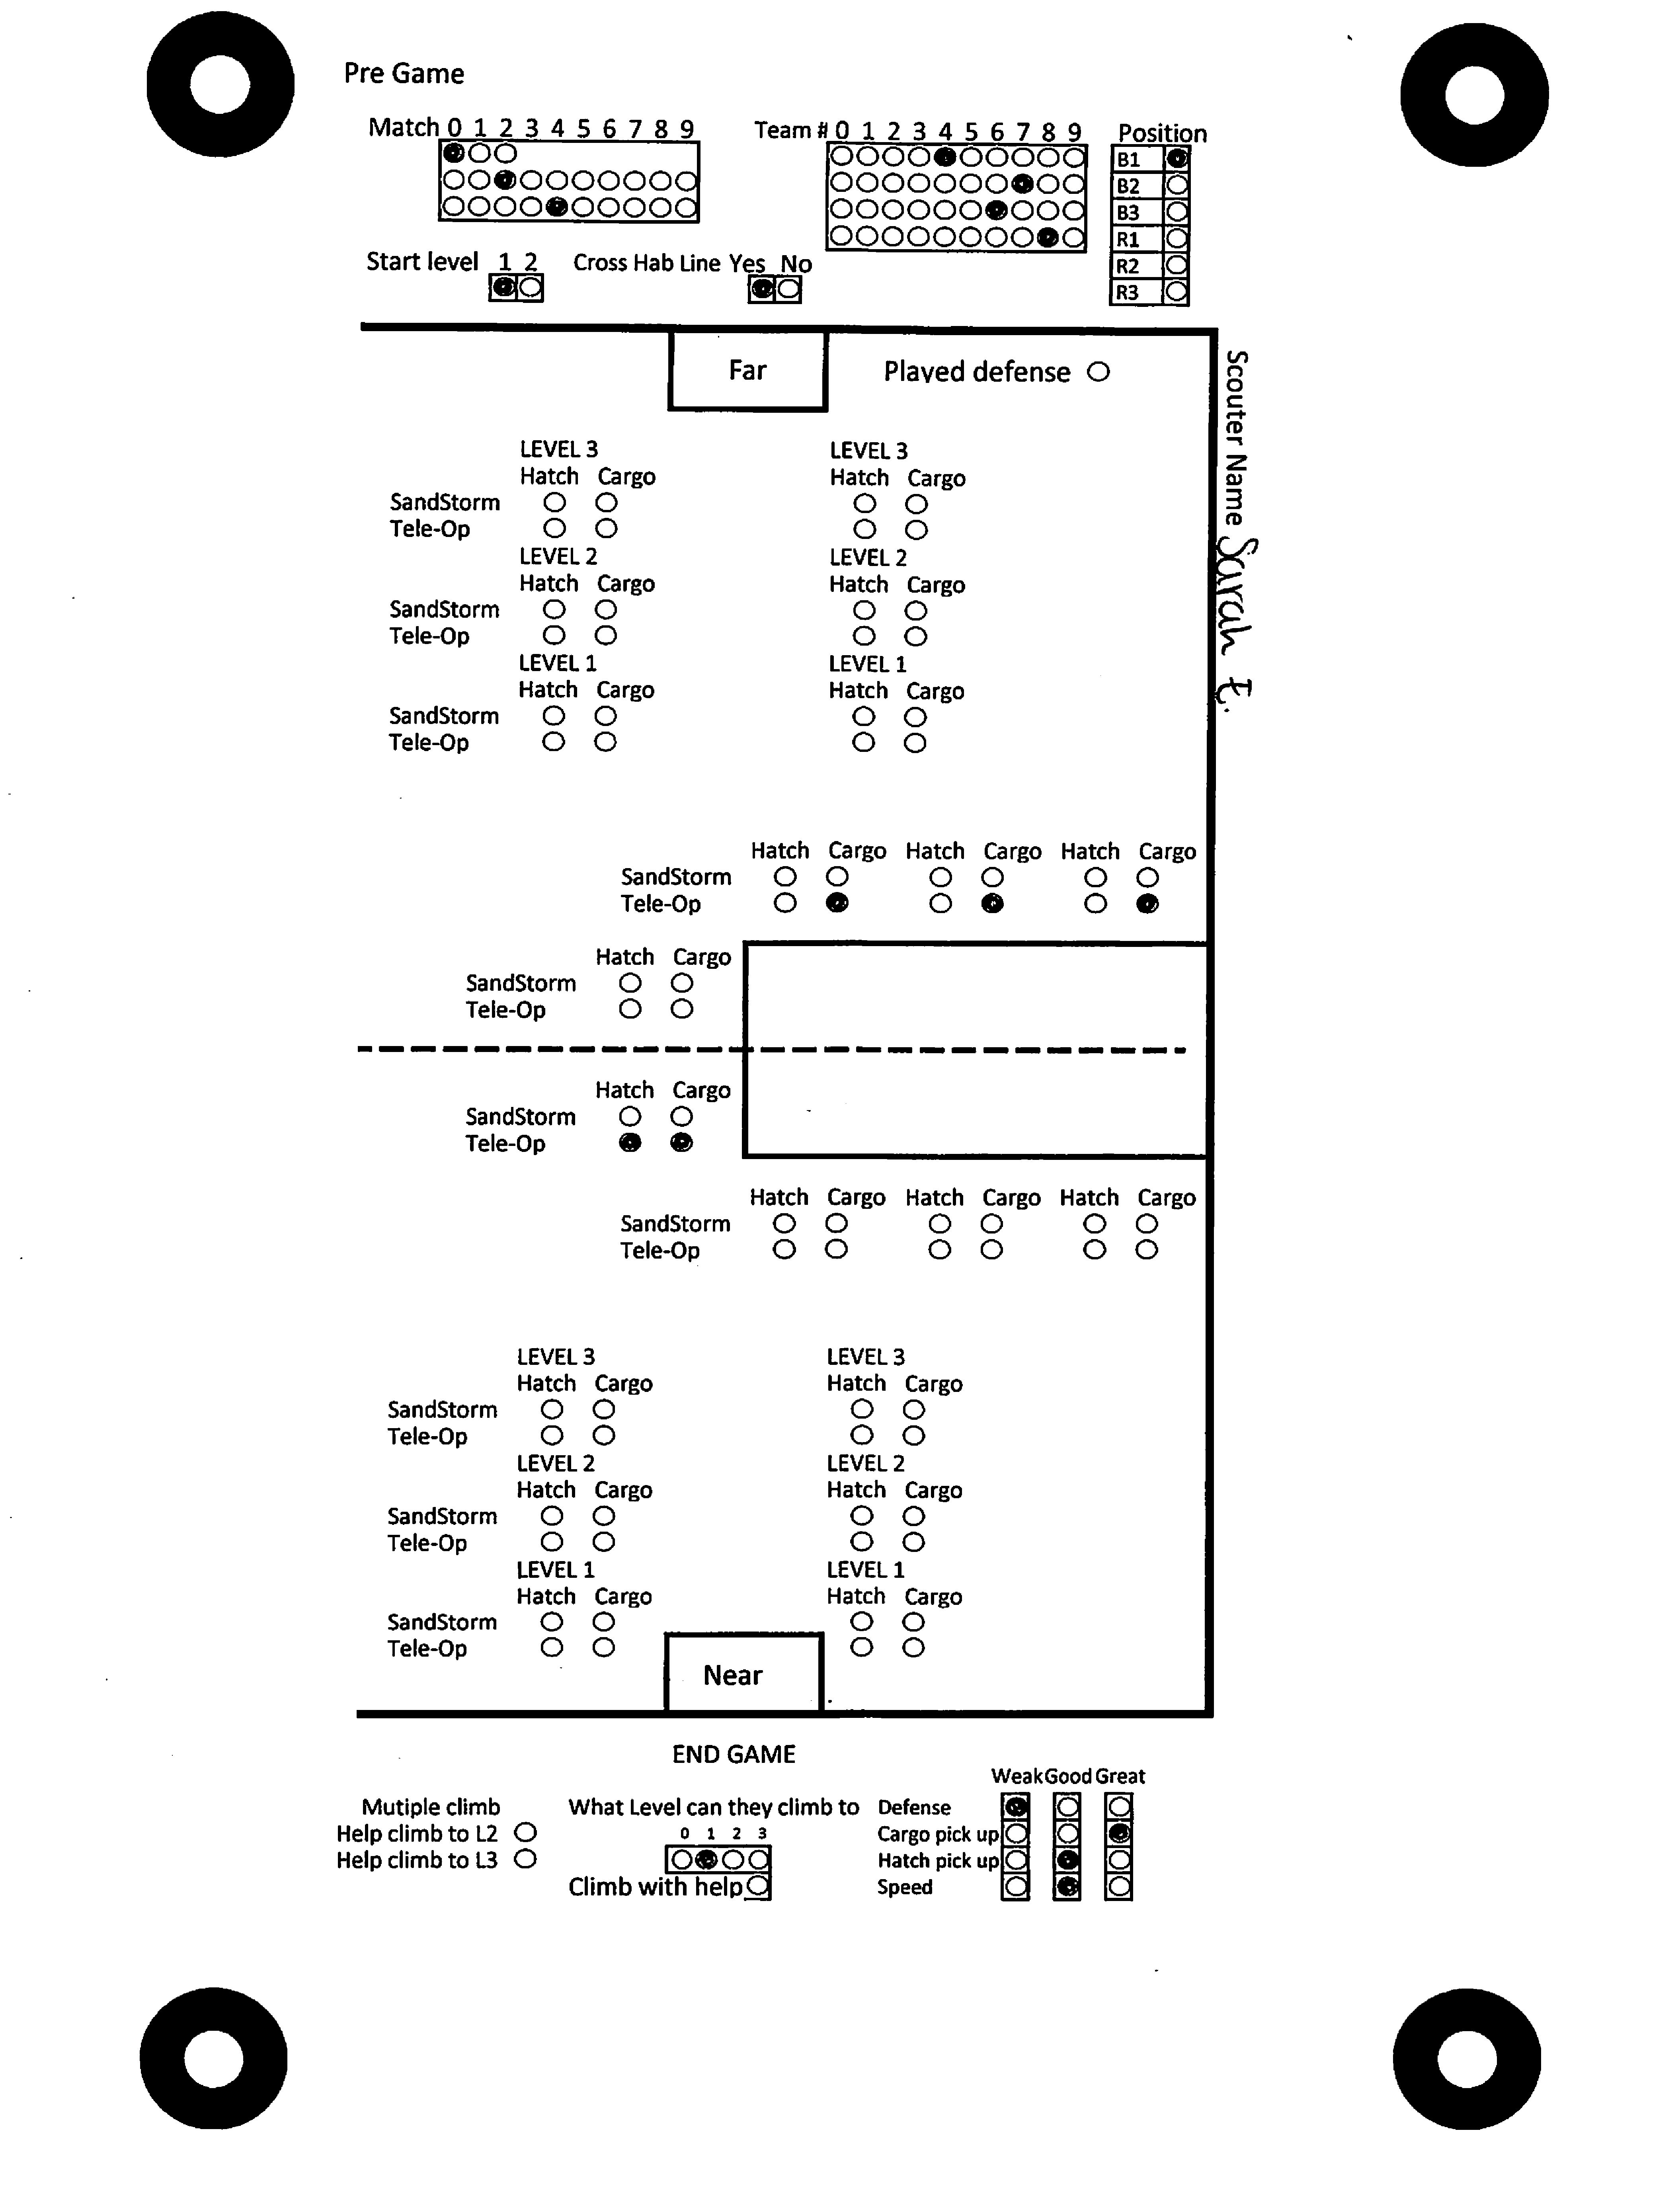 Pre Game
Match 0 1 2 3 4 5 6 7 8 9
Team # 0 1 2 3 4 5 6 7 8 9
Position
B1
B2
B3
R1
R2
R3
Start level 1 2
Cross Hab Line Yes No
Far
Played defense
Scouter Name Sarah E.
LEVEL 3 LEVEL 3
Hatch Cargo Hatch Cargo
SandStorm
Tele-Op
LEVEL 2 LEVEL 2
Hatch Cargo Hatch Cargo
SandStorm
Tele-Op
LEVEL 1 LEVEL 1
Hatch Cargo Hatch Cargo
SandStorm
Tele-Op
Hatch Cargo Hatch Cargo Hatch Cargo
SandStorm
Tele-Op
Hatch Cargo
SandStorm
Tele-Op
Hatch Cargo
SandStorm
Tele-Op
Hatch Cargo Hatch Cargo Hatch Cargo
SandStorm
Tele-Op
LEVEL 3 LEVEL 3
Hatch Cargo Hatch Cargo
SandStorm
Tele-Op
LEVEL 2 LEVEL 2
Hatch Cargo Hatch Cargo
SandStorm
Tele-Op
LEVEL 1 LEVEL 1
Hatch Cargo Hatch Cargo
SandStorm
Tele-Op
Near
END GAME
Mutiple climb
Help climb to L2
Help climb to L3
What Level can they climb to
0 1 2 3
Climb with help
Weak Good Great
Defense
Cargo pick up
Hatch pick up
Speed